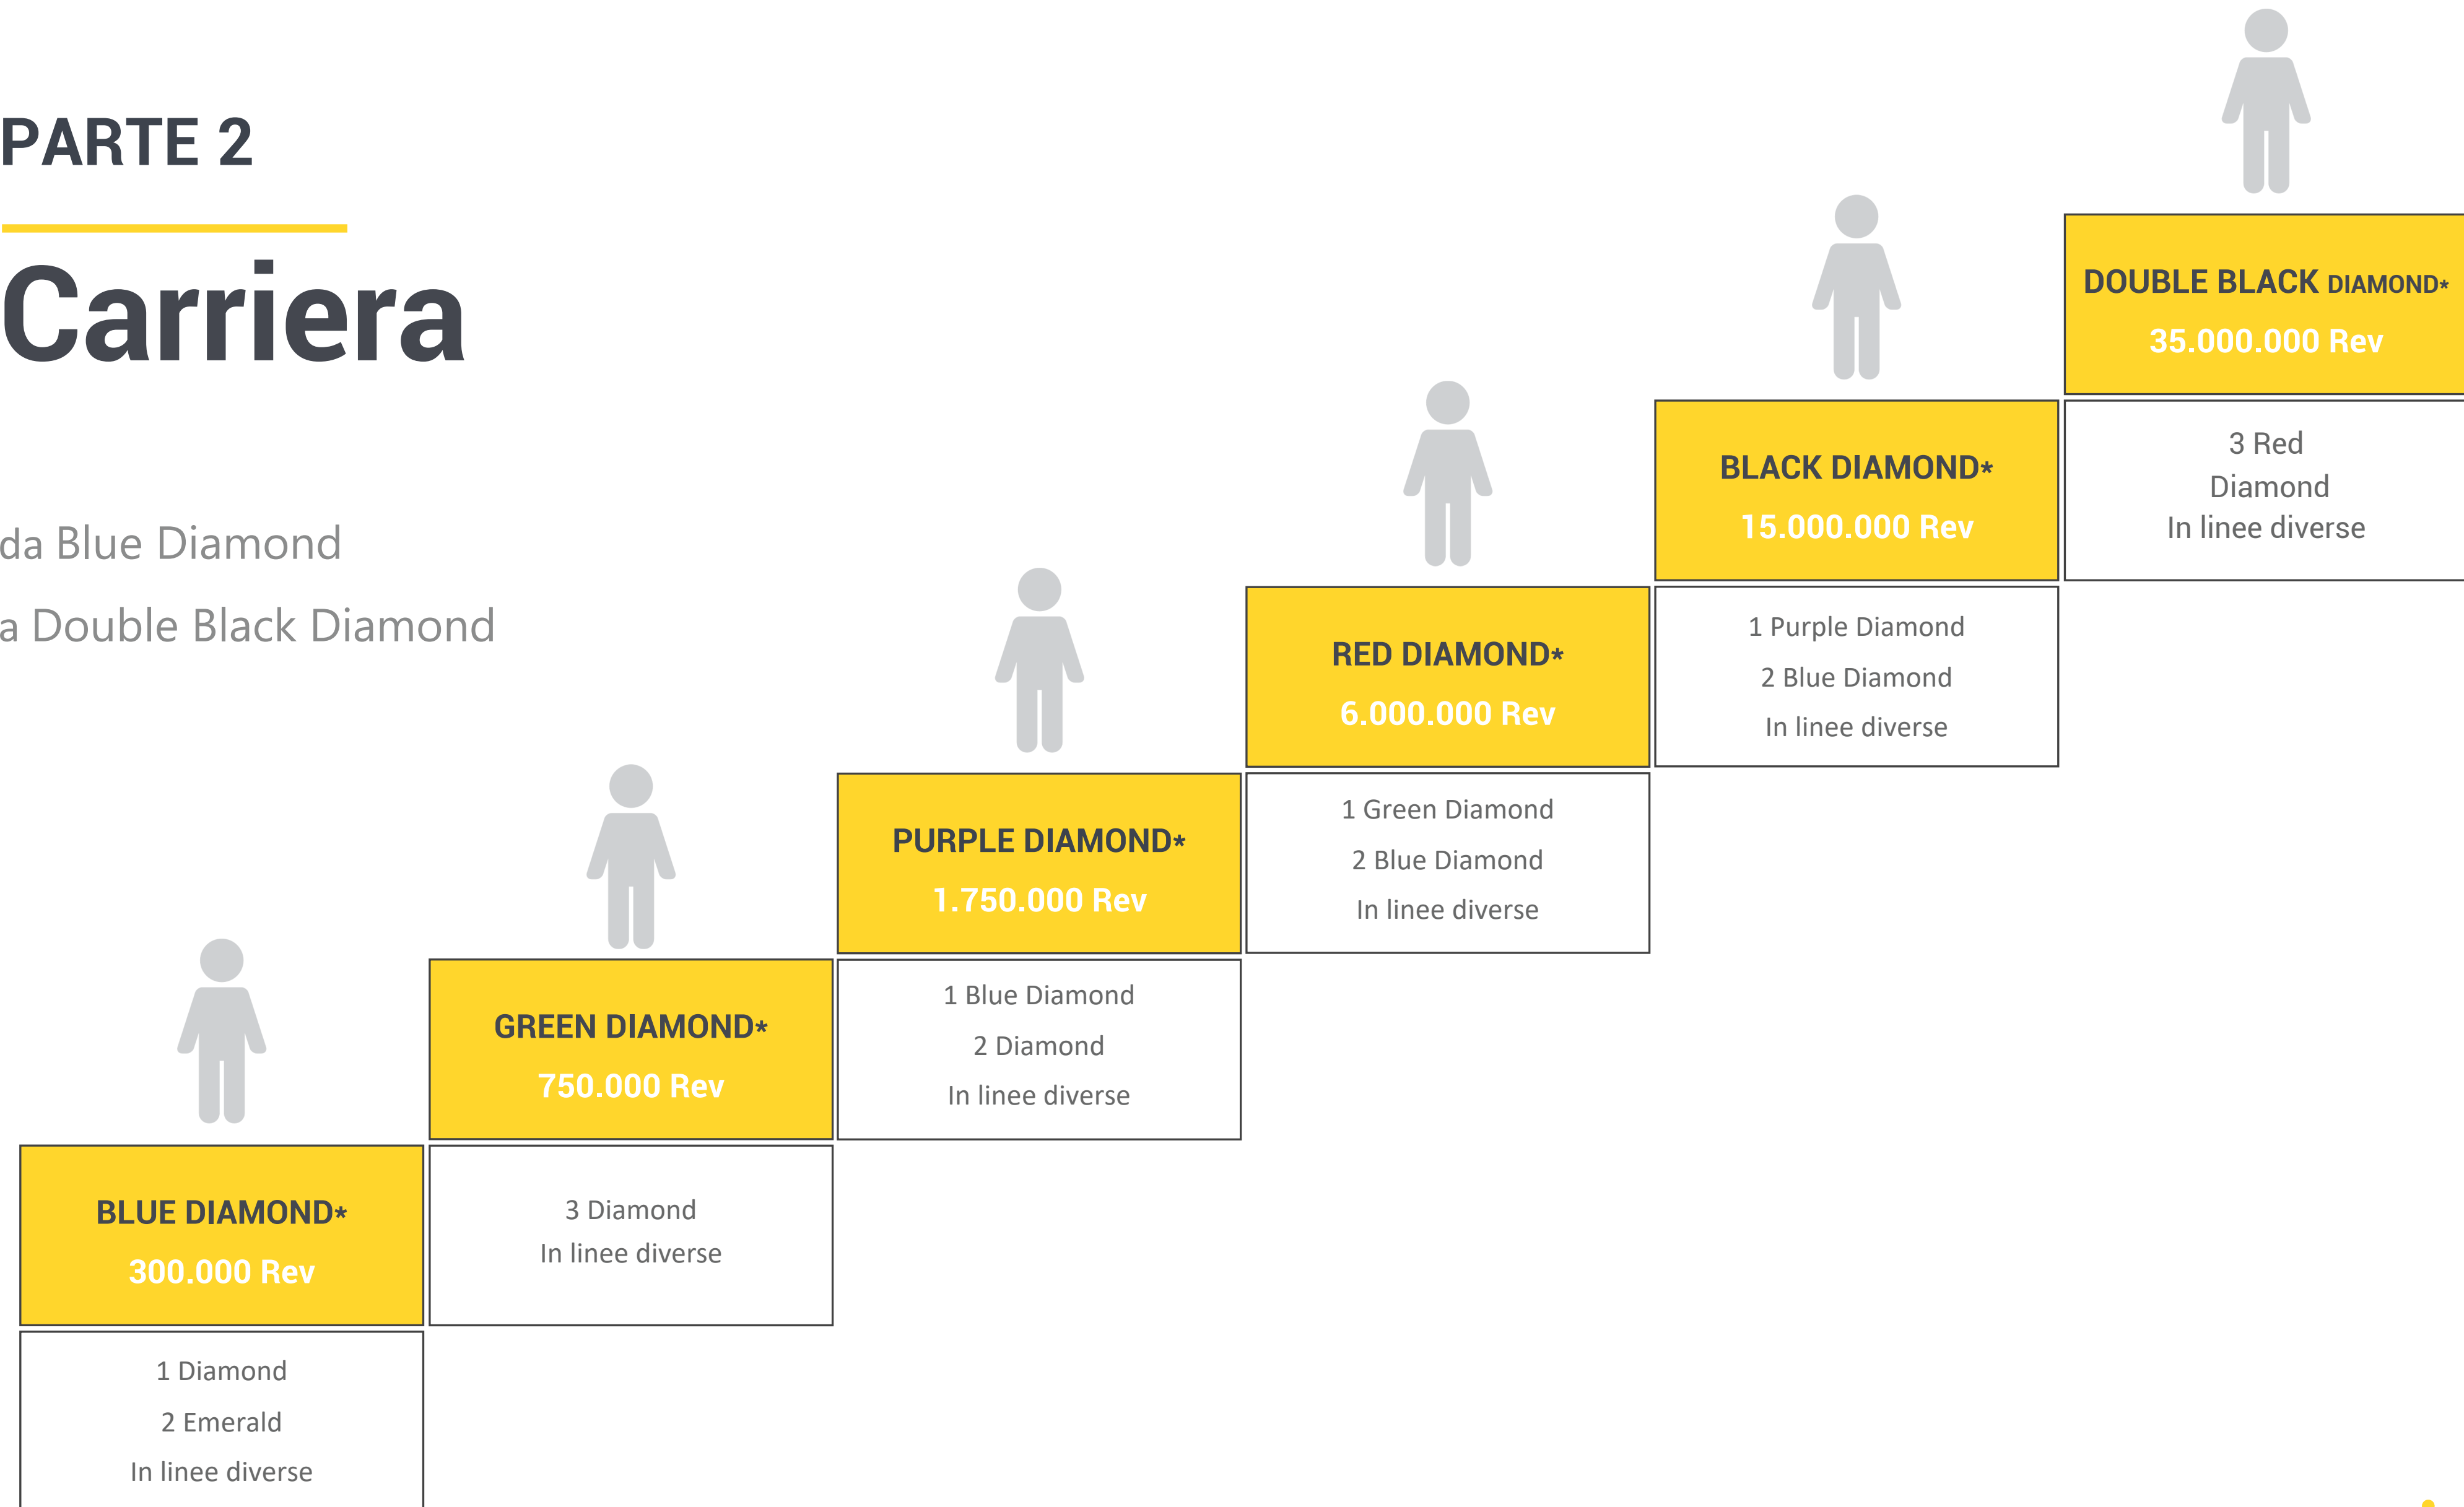 PARTE 2
Carriera
da Blue Diamond
a Double Black Diamond
BLUE DIAMOND*
300.000 Rev
1 Diamond
2 Emerald
In linee diverse
GREEN DIAMOND*
750.000 Rev
3 Diamond
In linee diverse
PURPLE DIAMOND*
1.750.000 Rev
1 Blue Diamond
2 Diamond
In linee diverse
RED DIAMOND*
6.000.000 Rev
1 Green Diamond
2 Blue Diamond
In linee diverse
BLACK DIAMOND*
15.000.000 Rev
1 Purple Diamond
2 Blue Diamond
In linee diverse
DOUBLE BLACK DIAMOND*
35.000.000 Rev
3 Red
Diamond
In linee diverse